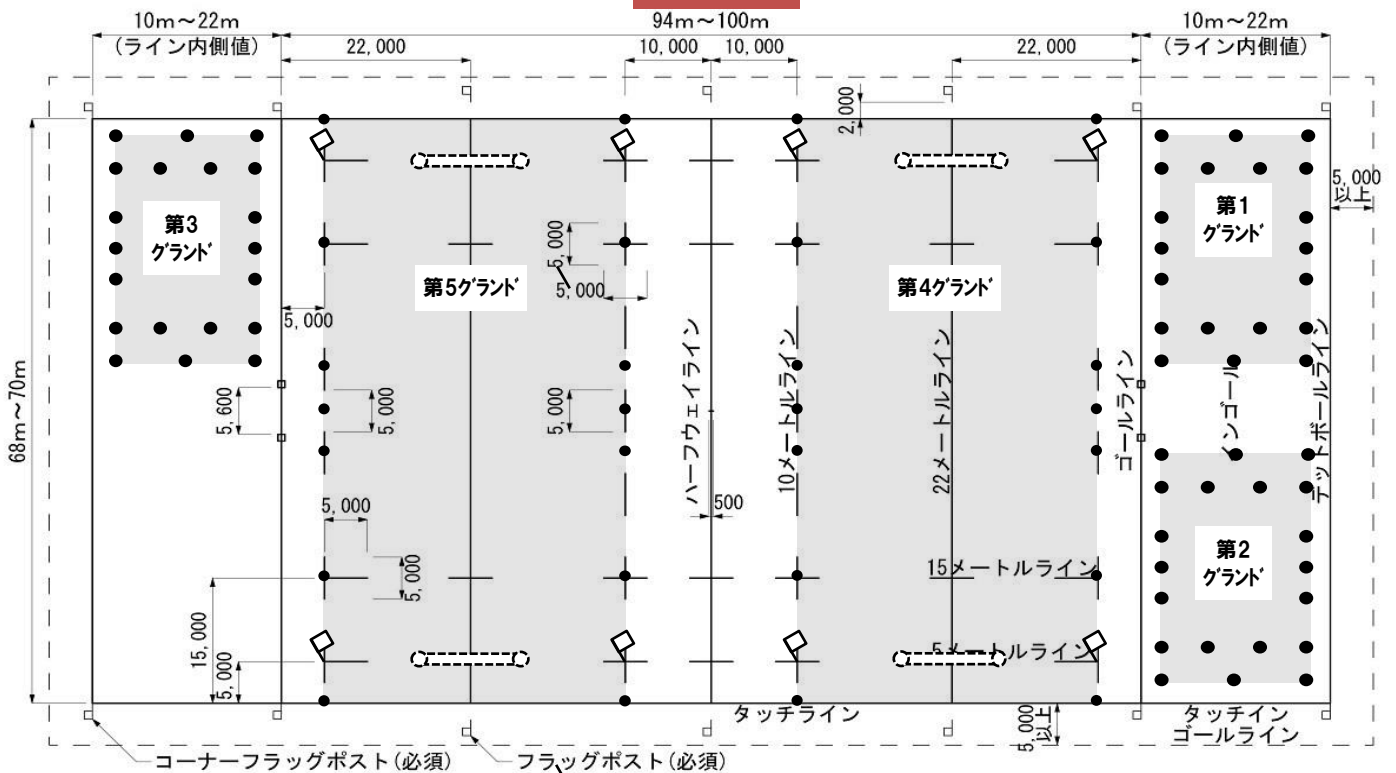 10m～22m
(ライン内側値)
94m～100m
10m～22m
(ライン内側値)
22,000
10,000
10,000
22,000
2,000
5,000
以上
第3
グランド
第1
グランド
5,000
5,000
第5グランド
第4グランド
5,000
68m～70m
5,600
5,000
5,000
ハーフウェイライン
10メートルライン
22メートルライン
ゴールライン
インゴール
デットボールライン
500
5,000
5,000
15メートルライン
第2
グランド
15,000
5,000
5メートルライン
タッチライン
5,000
以上
タッチイン
ゴールライン
コーナーフラッグポスト(必須)
フラッグポスト(必須)